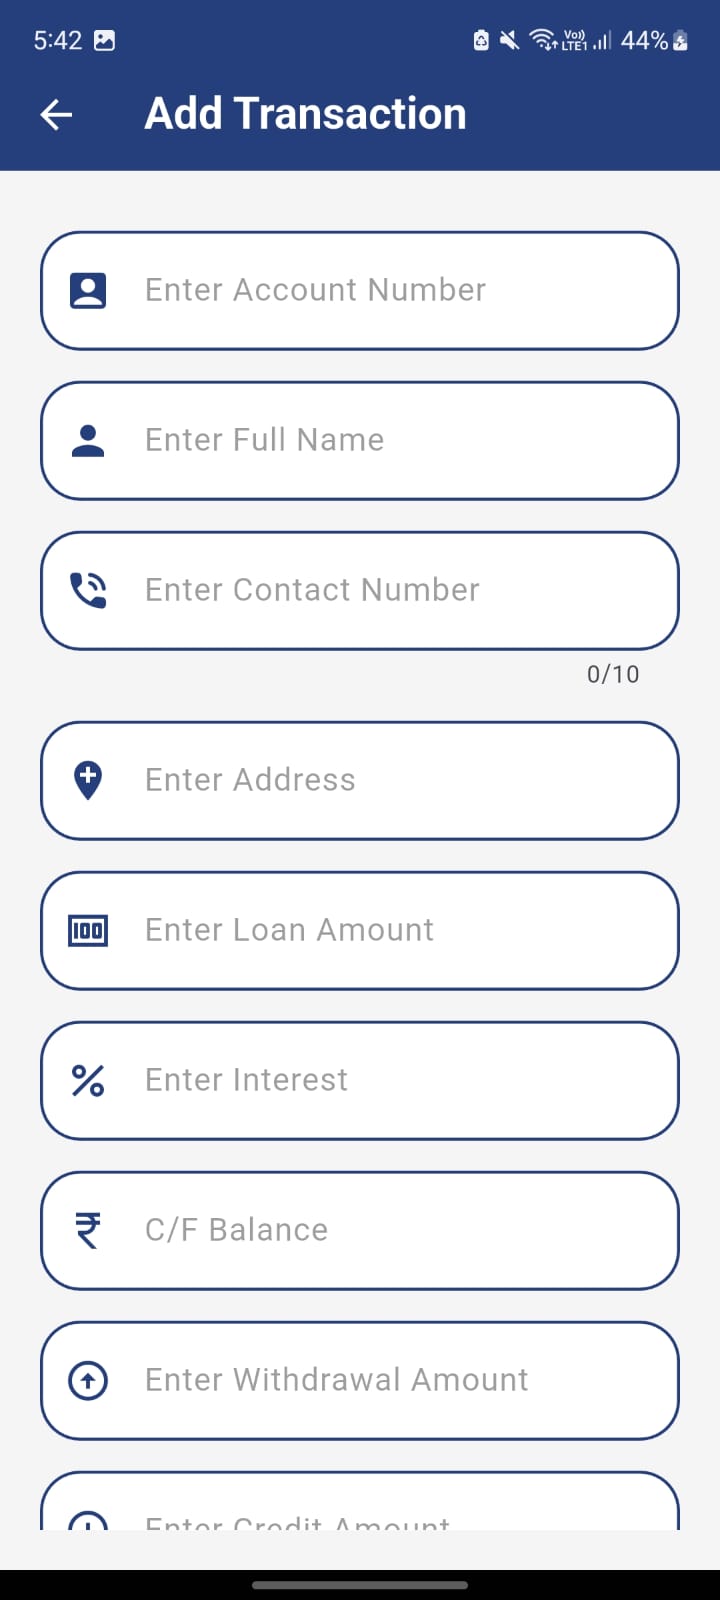 5:42 Vo)) LTE1 44%
Add Transaction
Enter Account Number
Enter Full Name
Enter Contact Number
0/10
Enter Address
100 Enter Loan Amount
% Enter Interest
₹ C/F Balance
Enter Withdrawal Amount
Enter Credit Amount